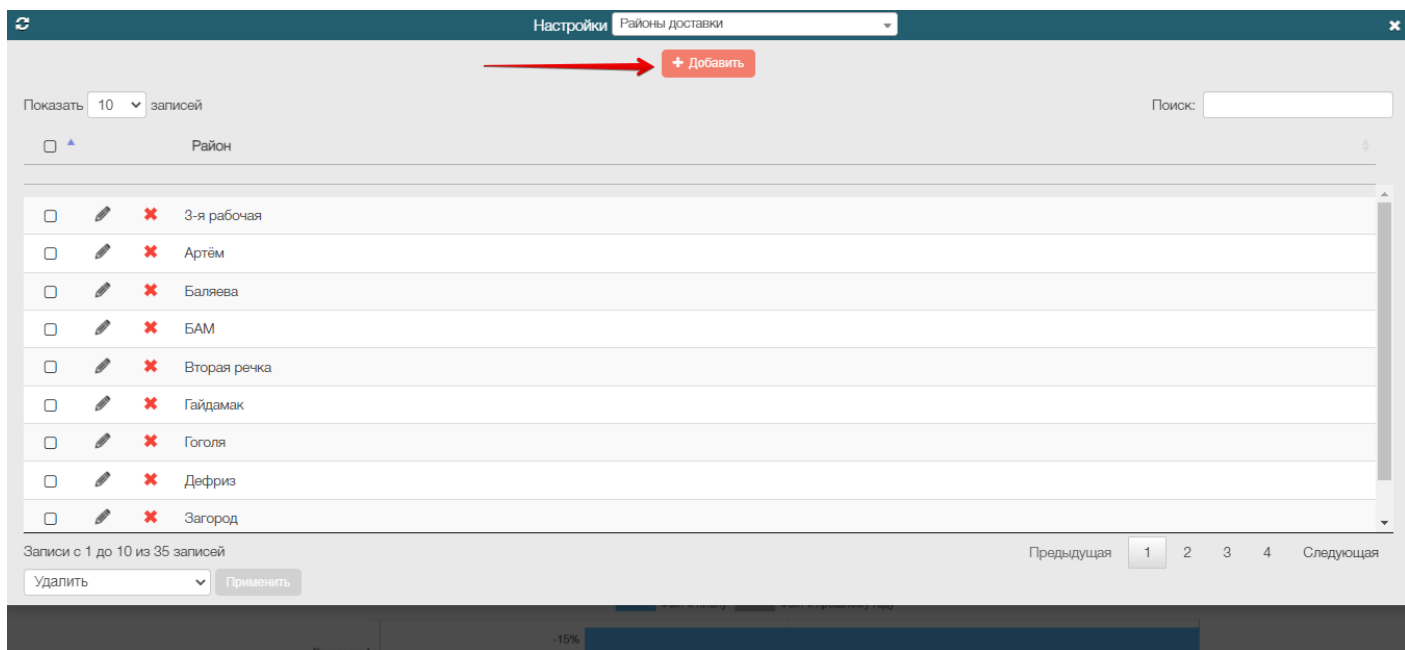 Настройки Районы доставки
+ Добавить
Показать 10 записей Поиск:
Район
3-я рабочая
Артём
Баляева
БАМ
Вторая речка
Гайдамак
Гоголя
Дефриз
Загород
Записи с 1 до 10 из 35 записей Предыдущая 1 2 3 4 Следующая
Удалить Применить
-15%